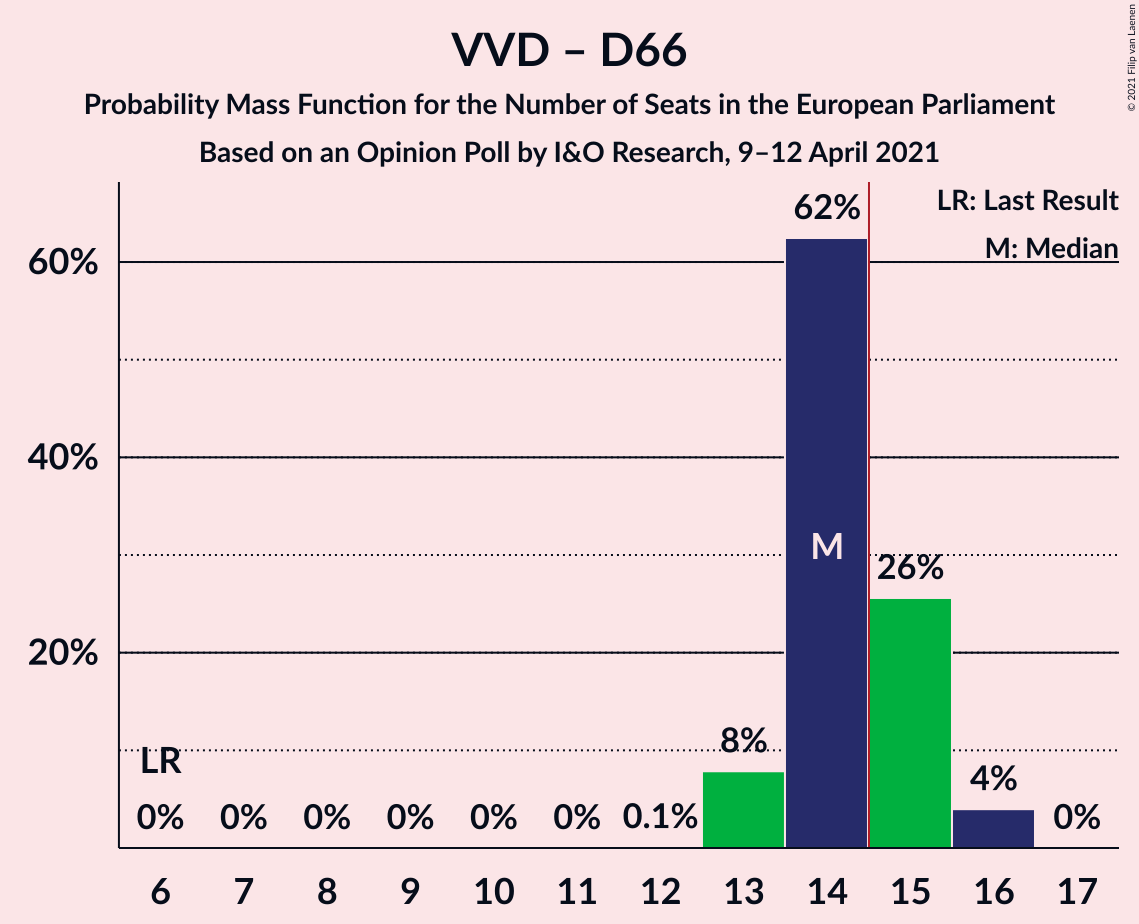 VVD – D66
Probability Mass Function for the Number of Seats in the European Parliament
Based on an Opinion Poll by I&O Research, 9–12 April 2021
© 2021 Filip van Laenen
LR: Last Result
M: Median
62%
60%
M
26%
40%
20%
8%
LR
4%
0% 0% 0% 0% 0% 0% 0.1% 0%
6 7 8 9 10 11 12 13 14 15 16 17